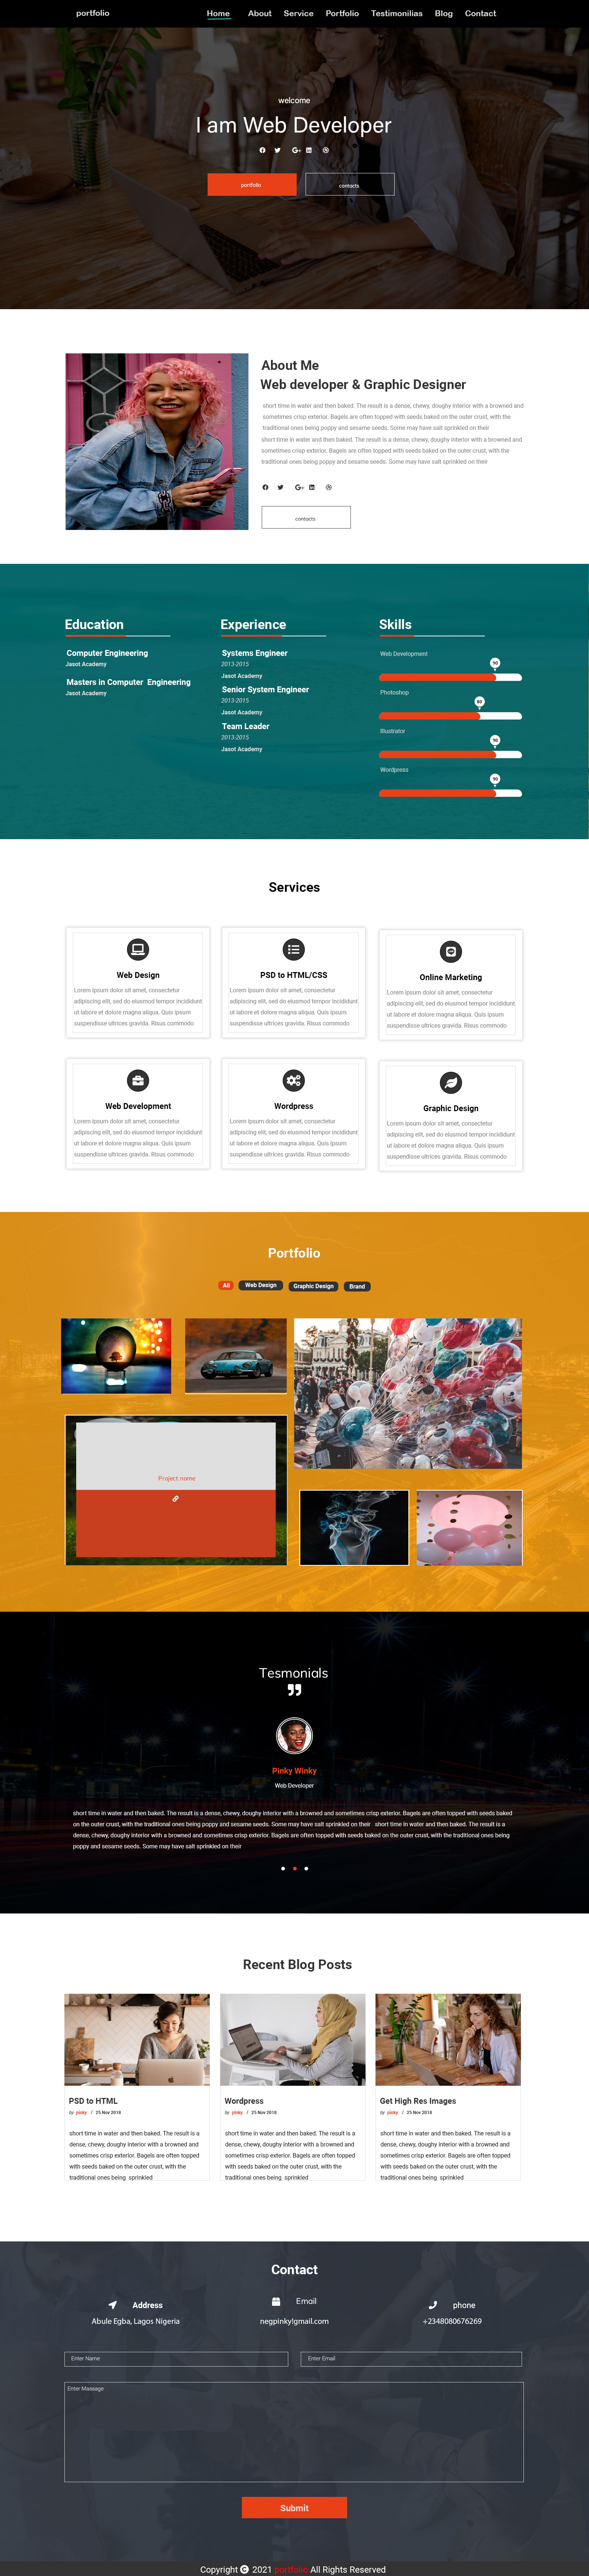 portfolio
Home About Service Portfolio Testimonilias Blog Contact
welcome
I am Web Developer
portfolio
contacts
About Me
Web developer & Graphic Designer
short time in water and then baked. The result is a dense, chewy, doughy interior with a browned and
sometimes crisp exterior. Bagels are often topped with seeds baked on the outer crust, with the
traditional ones being poppy and sesame seeds. Some may have salt sprinkled on their
short time in water and then baked. The result is a dense, chewy, doughy interior with a browned and
sometimes crisp exterior. Bagels are often topped with seeds baked on the outer crust, with the
traditional ones being poppy and sesame seeds. Some may have salt sprinkled on their
contacts
Education
Computer Engineering
Jasot Academy
Masters in Computer Engineering
Jasot Academy
Experience
Systems Engineer
2013-2015
Jasot Academy
Senior System Engineer
2013-2015
Jasot Academy
Team Leader
2013-2015
Jasot Academy
Skills
Web Development
90
Photoshop
80
Illustrator
90
Wordpress
90
Services
Web Design
Lorem ipsum dolor sit amet, consectetur
adipiscing elit, sed do eiusmod tempor incididunt
ut labore et dolore magna aliqua. Quis ipsum
suspendisse ultrices gravida. Risus commodo
PSD to HTML/CSS
Lorem ipsum dolor sit amet, consectetur
adipiscing elit, sed do eiusmod tempor incididunt
ut labore et dolore magna aliqua. Quis ipsum
suspendisse ultrices gravida. Risus commodo
Online Marketing
Lorem ipsum dolor sit amet, consectetur
adipiscing elit, sed do eiusmod tempor incididunt
ut labore et dolore magna aliqua. Quis ipsum
suspendisse ultrices gravida. Risus commodo
Web Development
Lorem ipsum dolor sit amet, consectetur
adipiscing elit, sed do eiusmod tempor incididunt
ut labore et dolore magna aliqua. Quis ipsum
suspendisse ultrices gravida. Risus commodo
Wordpress
Lorem ipsum dolor sit amet, consectetur
adipiscing elit, sed do eiusmod tempor incididunt
ut labore et dolore magna aliqua. Quis ipsum
suspendisse ultrices gravida. Risus commodo
Graphic Design
Lorem ipsum dolor sit amet, consectetur
adipiscing elit, sed do eiusmod tempor incididunt
ut labore et dolore magna aliqua. Quis ipsum
suspendisse ultrices gravida. Risus commodo
Portfolio
All Web Design Graphic Design Brand
Project name
Tesmonials
Pinky Winky
Web Developer
short time in water and then baked. The result is a dense, chewy, doughy interior with a browned and sometimes crisp exterior. Bagels are often topped with seeds baked
on the outer crust, with the traditional ones being poppy and sesame seeds. Some may have salt sprinkled on their short time in water and then baked. The result is a
dense, chewy, doughy interior with a browned and sometimes crisp exterior. Bagels are often topped with seeds baked on the outer crust, with the traditional ones being
poppy and sesame seeds. Some may have salt sprinkled on their
Recent Blog Posts
PSD to HTML
by pinky / 25 Nov 2018
short time in water and then baked. The result is a
dense, chewy, doughy interior with a browned and
sometimes crisp exterior. Bagels are often topped
with seeds baked on the outer crust, with the
traditional ones being sprinkled
Wordpress
by pinky / 25 Nov 2018
short time in water and then baked. The result is a
dense, chewy, doughy interior with a browned and
sometimes crisp exterior. Bagels are often topped
with seeds baked on the outer crust, with the
traditional ones being sprinkled
Get High Res Images
by pinky / 25 Nov 2018
short time in water and then baked. The result is a
dense, chewy, doughy interior with a browned and
sometimes crisp exterior. Bagels are often topped
with seeds baked on the outer crust, with the
traditional ones being sprinkled
Contact
Address
Abule Egba, Lagos Nigeria
Email
negpinky!gmail.com
phone
+2348080676269
Enter Name
Enter Email
Enter Massage
Submit
Copyright © 2021 portfolio All Rights Reserved